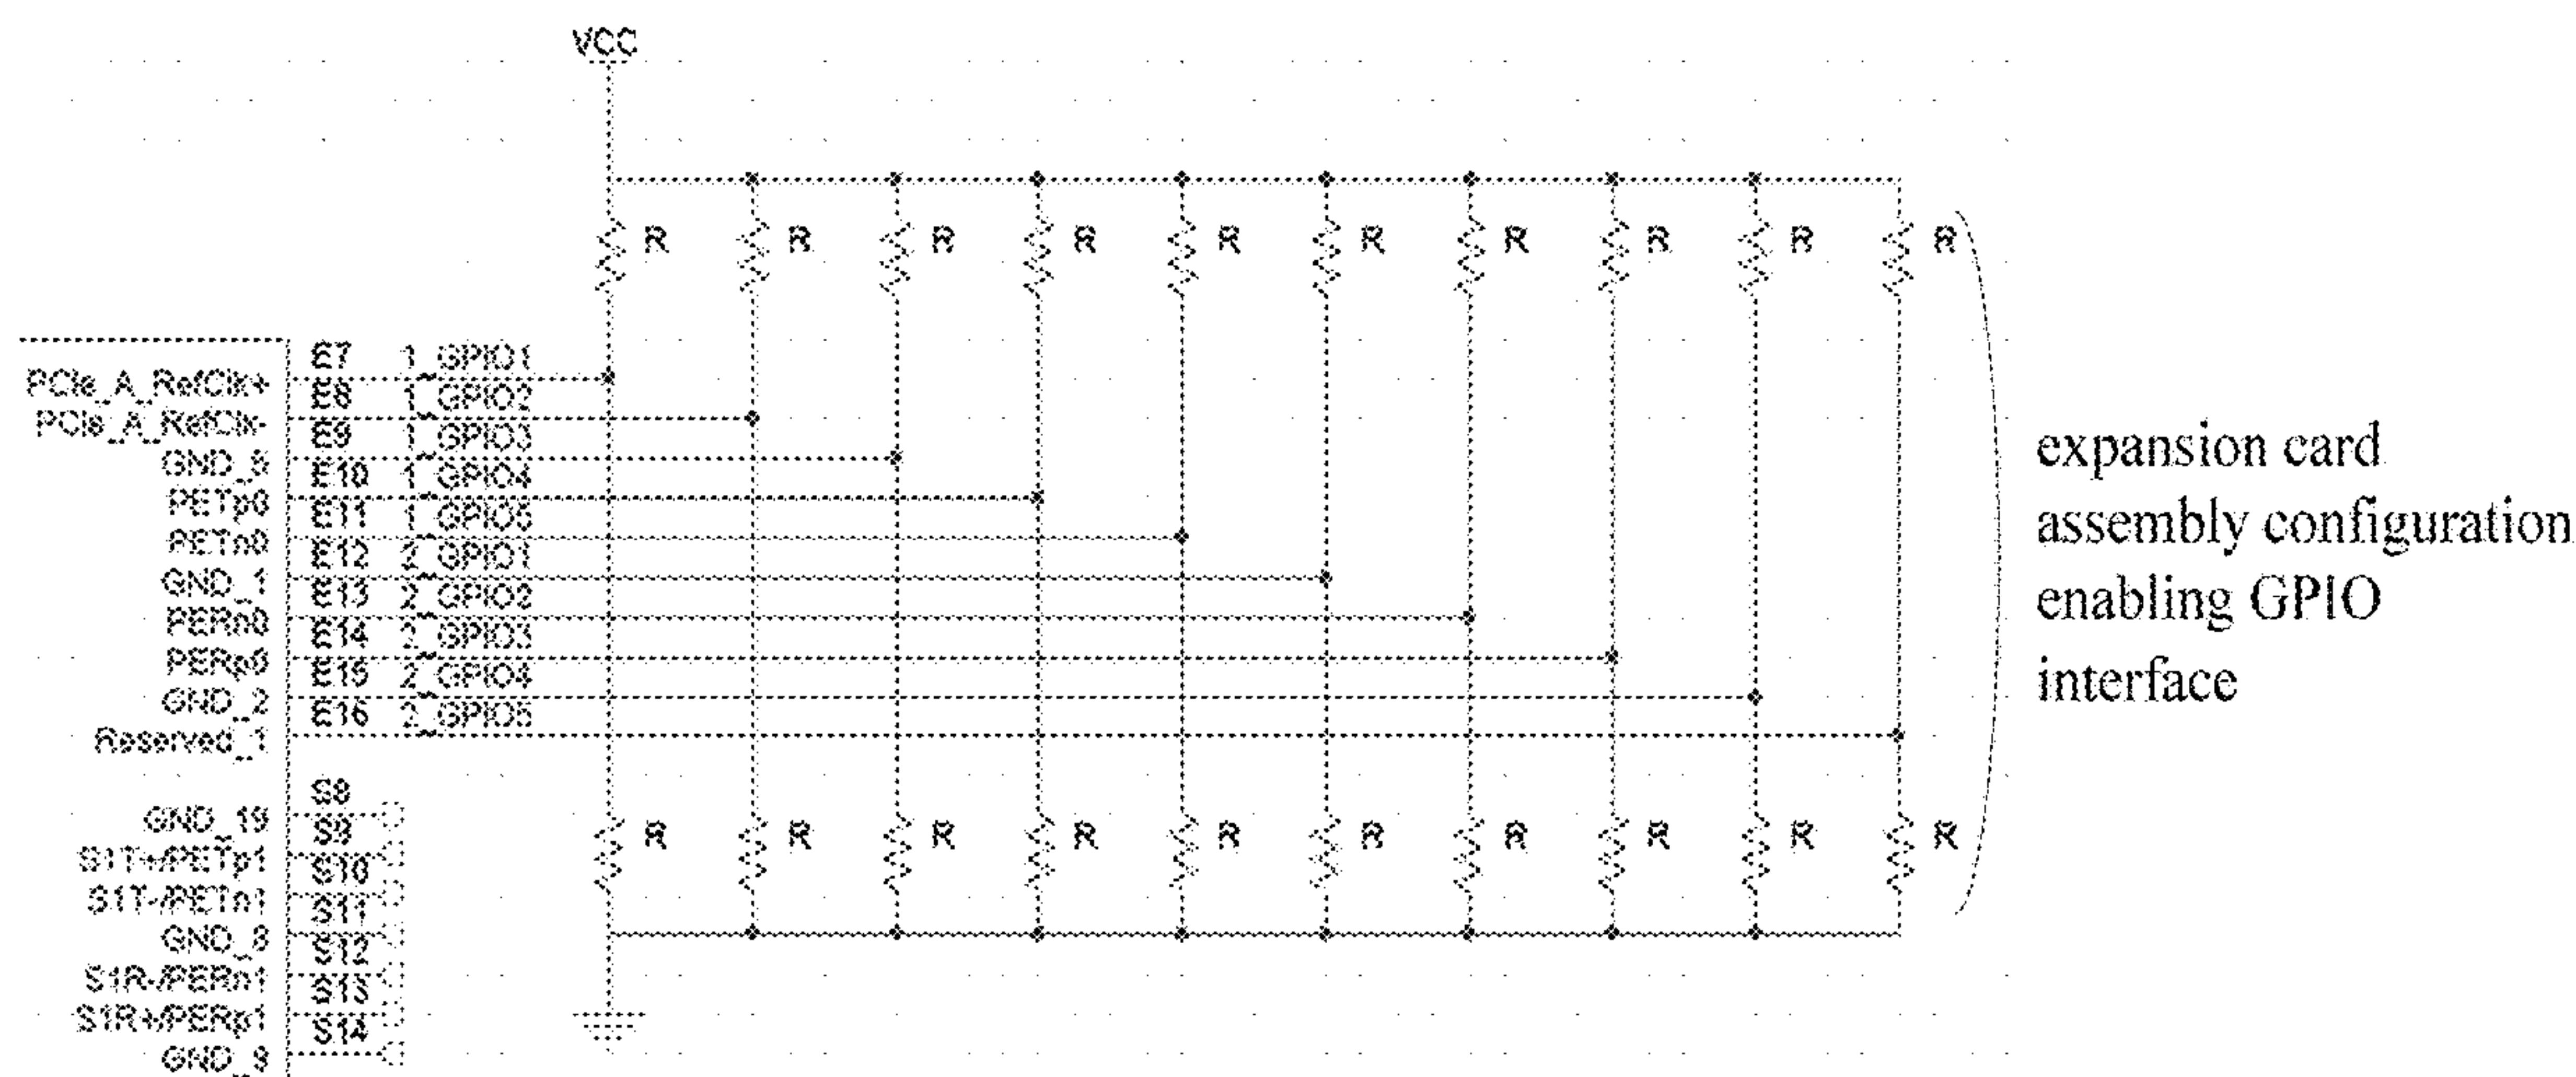 VCC
R R R R R R R R R R
E7 1_GPIO1
PCIe_A_RefClk+
E8 1_GPIO2
PCIe_A_RefClk-
E9 1_GPIO3
GND_5
E10 1_GPIO4
PETp0
E11 1_GPIO5
PETn0
E12 2_GPIO1
GND_1
E13 2_GPIO2
PERn0
E14 2_GPIO3
PERp0
E15 2_GPIO4
GND_2
E16 2_GPIO5
Reserved_1
expansion card
assembly configuration
enabling GPIO
interface
S8
GND_19
S9
S1T+/PETp1
S10
S1T-/PETn1
S11
GND_8
S12
S1R-/PERn1
S13
S1R+/PERp1
S14
GND_9
R R R R R R R R R R